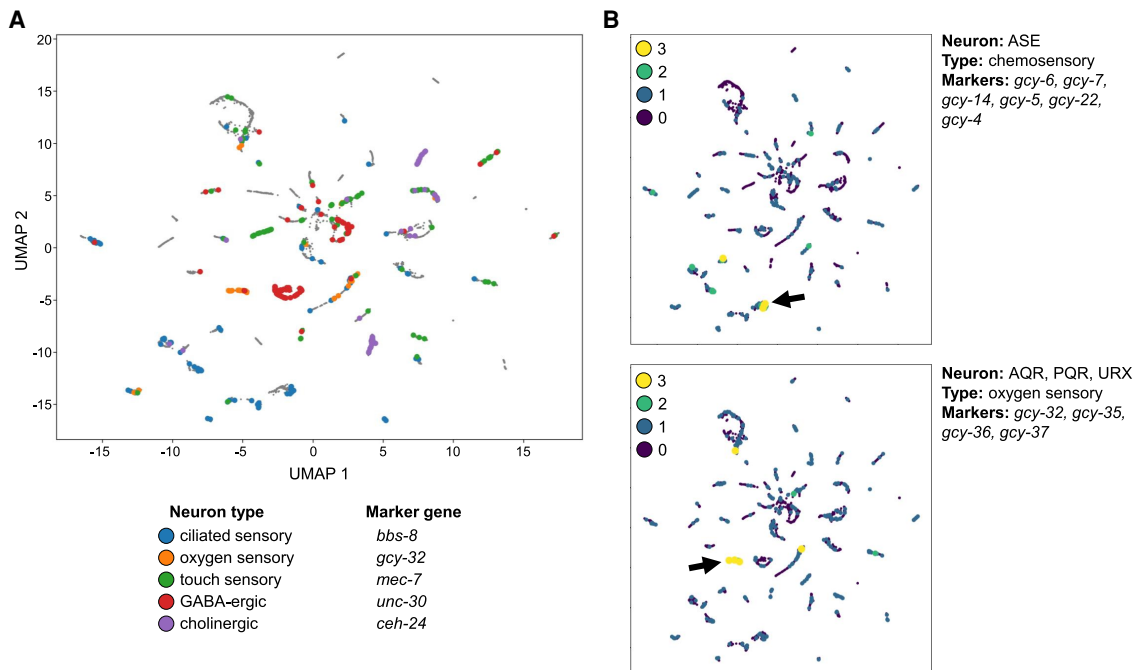 A
20
15
10
5
0
-5
-10
-15
UMAP 2
-15
-10
-5
0
5
10
15
UMAP 1
Neuron type
Marker gene
ciliated sensory
bbs-8
oxygen sensory
gcy-32
touch sensory
mec-7
GABA-ergic
unc-30
cholinergic
ceh-24
B
3
2
1
0
Neuron: ASE
Type: chemosensory
Markers: gcy-6, gcy-7,
gcy-14, gcy-5, gcy-22,
gcy-4
3
2
1
0
Neuron: AQR, PQR, URX
Type: oxygen sensory
Markers: gcy-32, gcy-35,
gcy-36, gcy-37